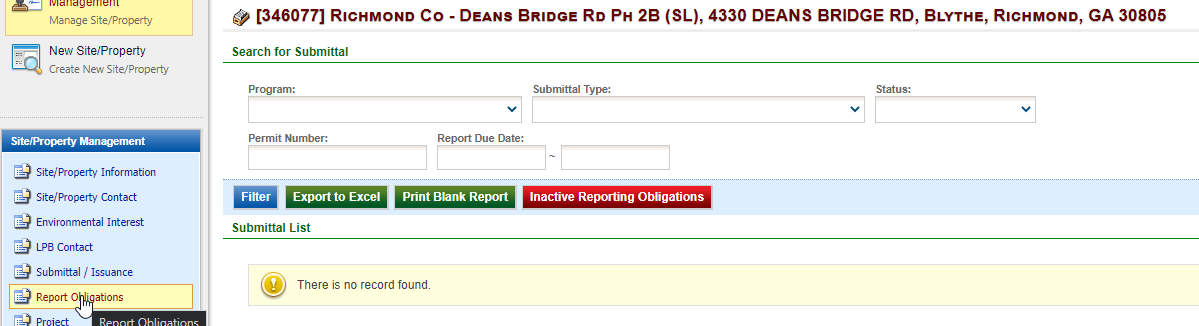 Management
Manage Site/Property
New Site/Property
Create New Site/Property
Site/Property Management
Site/Property Information
Site/Property Contact
Environmental Interest
LPB Contact
Submittal / Issuance
Report Obligations
Project
Report Obligations
[346077] Richmond Co - Deans Bridge Rd Ph 2B (SL), 4330 DEANS BRIDGE RD, Blythe, Richmond, GA 30805
Search for Submittal
Program: Submittal Type: Status:
Permit Number: Report Due Date:
~
Filter Export to Excel Print Blank Report Inactive Reporting Obligations
Submittal List
There is no record found.